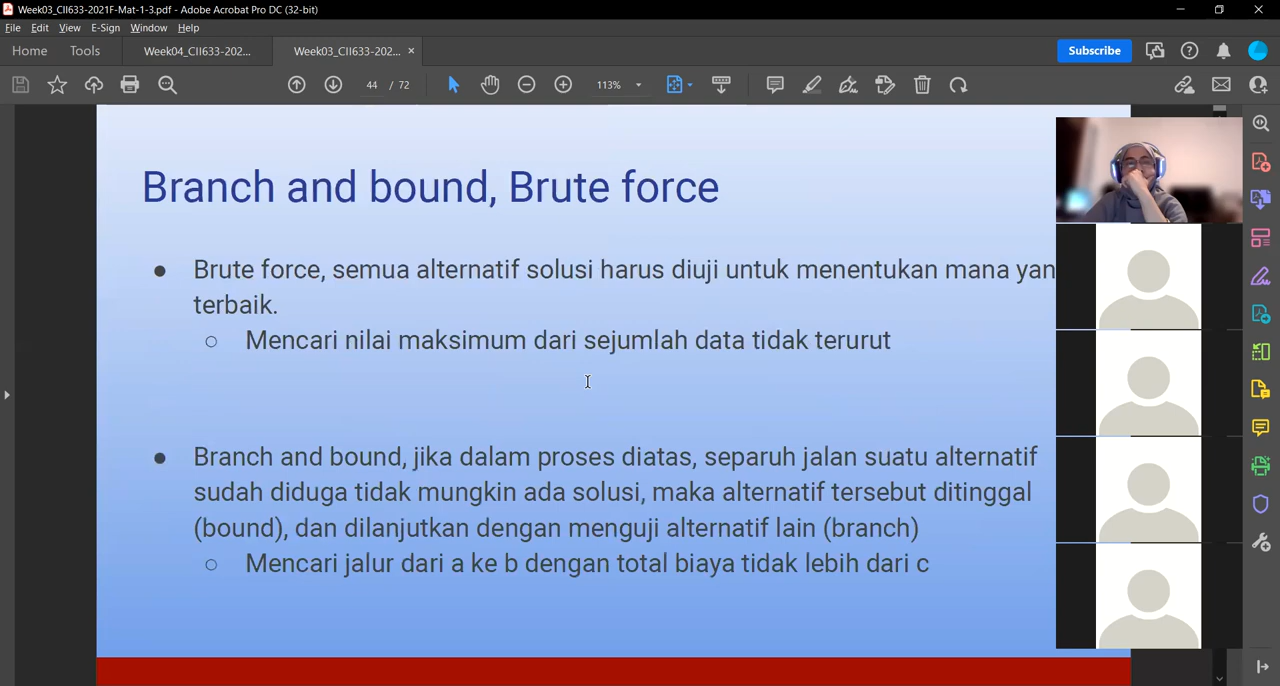 Week03_CII633-2021F-Mat-1-3.pdf - Adobe Acrobat Pro DC (32-bit)
File Edit View E-Sign Window Help
Home Tools Week04_CII633-202... Week03_CII633-202... × Subscribe
44 / 72 113%
Branch and bound, Brute force
● Brute force, semua alternatif solusi harus diuji untuk menentukan mana yan
terbaik.
○ Mencari nilai maksimum dari sejumlah data tidak terurut
● Branch and bound, jika dalam proses diatas, separuh jalan suatu alternatif
sudah diduga tidak mungkin ada solusi, maka alternatif tersebut ditinggal
(bound), dan dilanjutkan dengan menguji alternatif lain (branch)
○ Mencari jalur dari a ke b dengan total biaya tidak lebih dari c